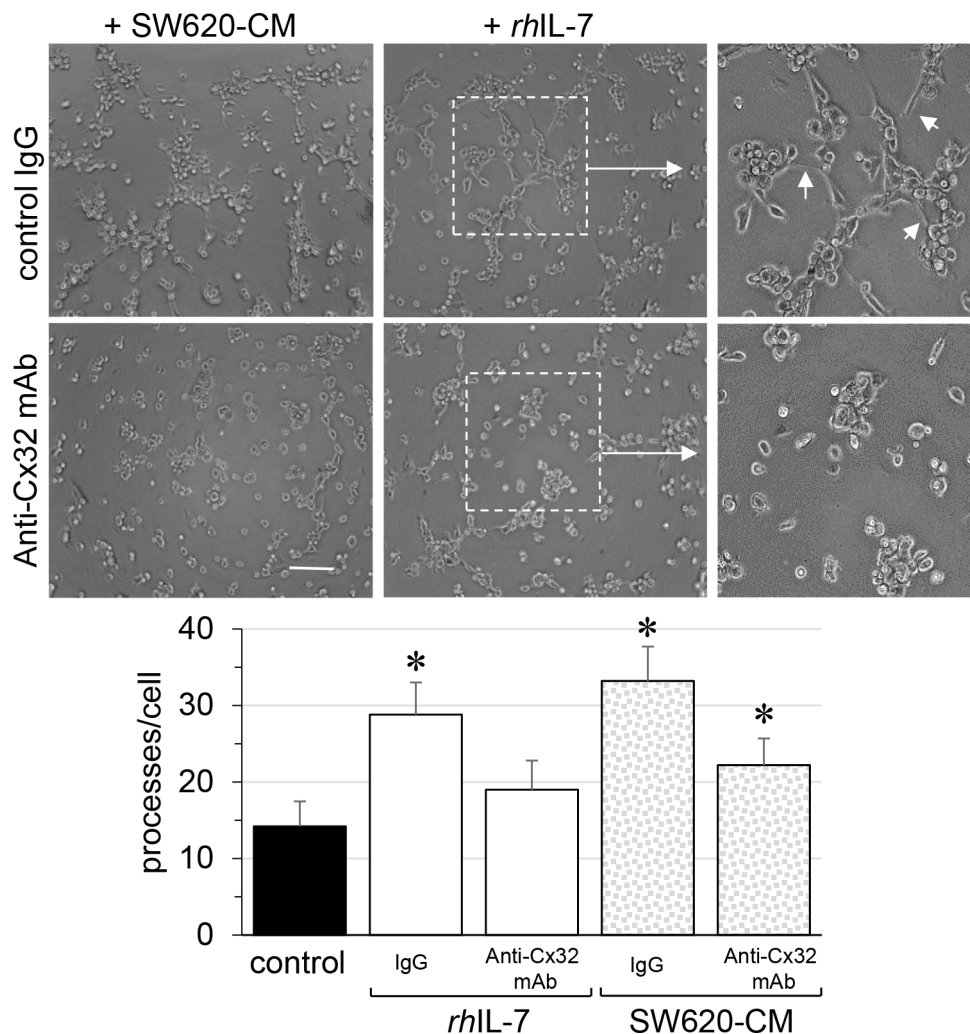 + SW620-CM
+ rhIL-7
control IgG
Anti-Cx32 mAb
processes/cell
40
30
20
10
0
*
*
*
control
IgG
Anti-Cx32
mAb
IgG
Anti-Cx32
mAb
rhIL-7
SW620-CM